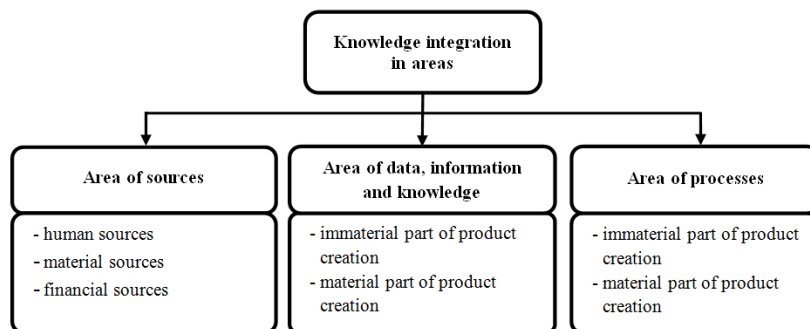 Knowledge integration
in areas
Area of sources
- human sources
- material sources
- financial sources
Area of data, information
and knowledge
- immaterial part of product
creation
- material part of product
creation
Area of processes
- immaterial part of product
creation
- material part of product
creation